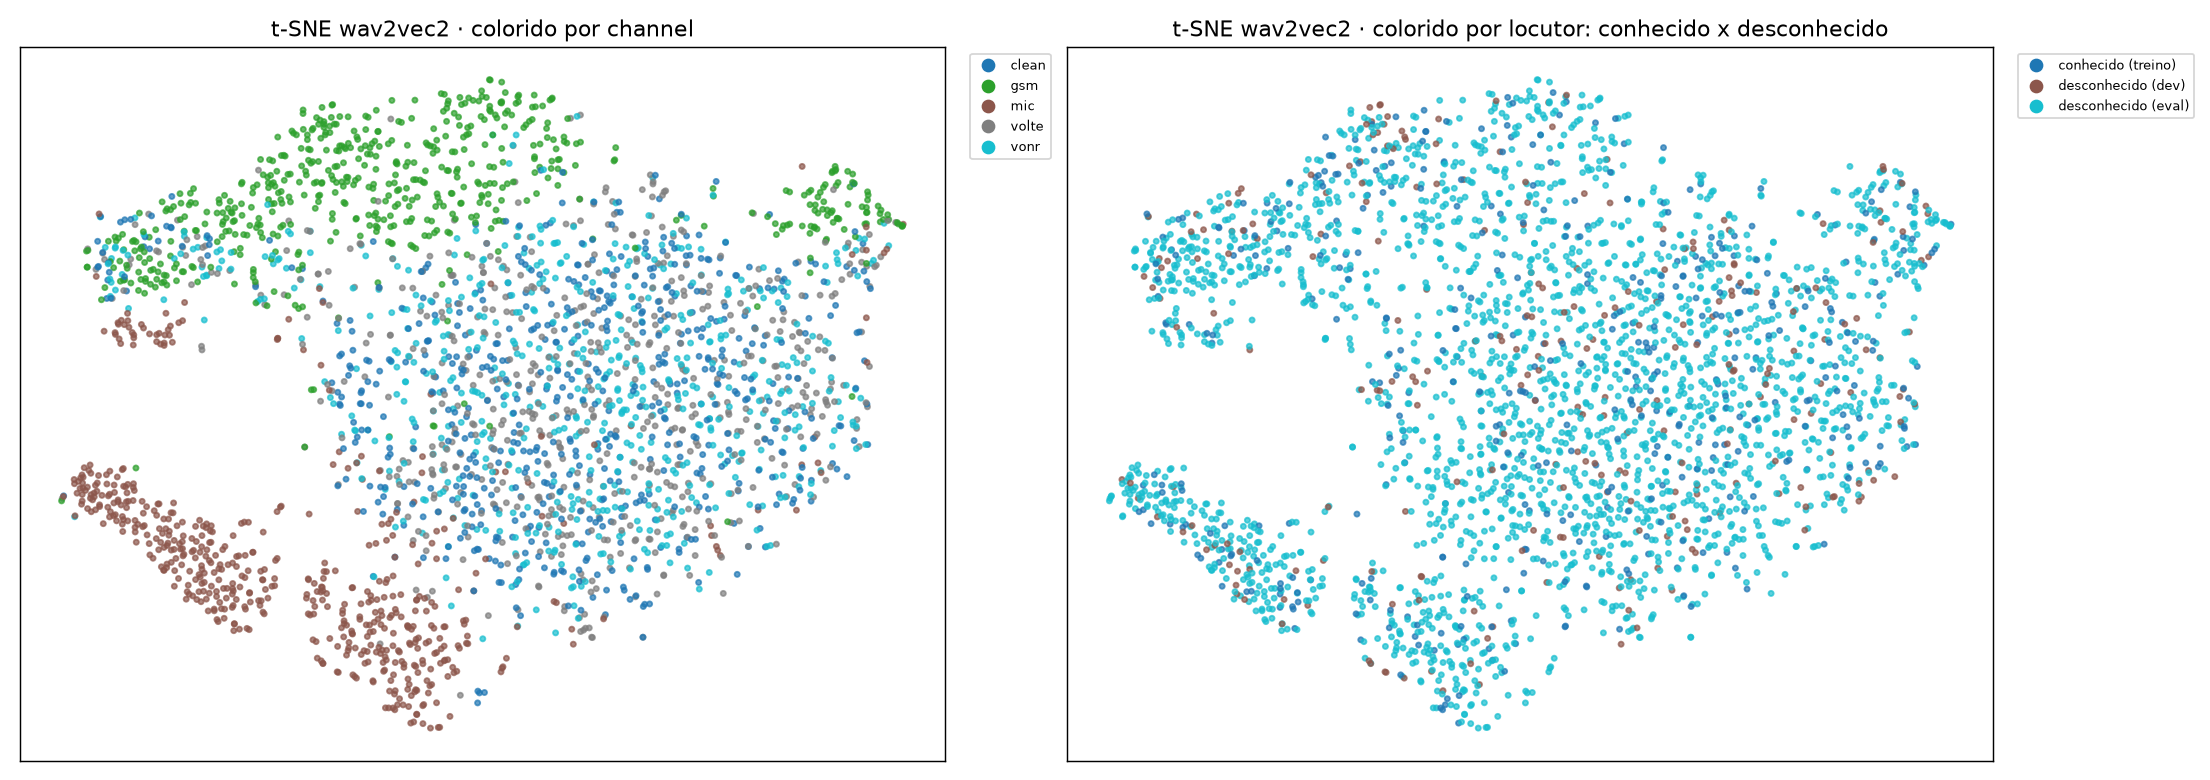 t-SNE wav2vec2 · colorido por channel
clean
gsm
mic
volte
vonr
t-SNE wav2vec2 · colorido por locutor: conhecido x desconhecido
conhecido (treino)
desconhecido (dev)
desconhecido (eval)